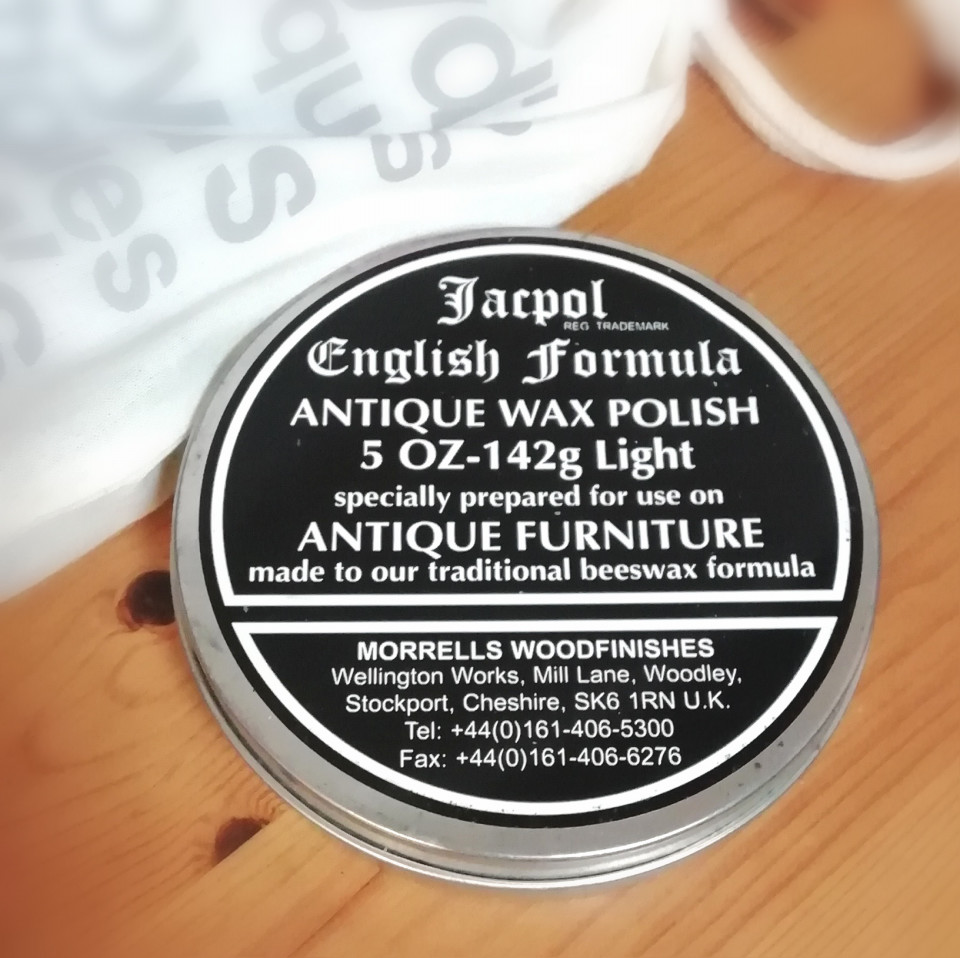 Jacpol
REG TRADEMARK
English Formula
ANTIQUE WAX POLISH
5 OZ-142g Light
specially prepared for use on
ANTIQUE FURNITURE
made to our traditional beeswax formula
MORRELLS WOODFINISHES
Wellington Works, Mill Lane, Woodley,
Stockport, Cheshire, SK6 1RN U.K.
Tel: +44(0)161-406-5300
Fax: +44(0)161-406-6276